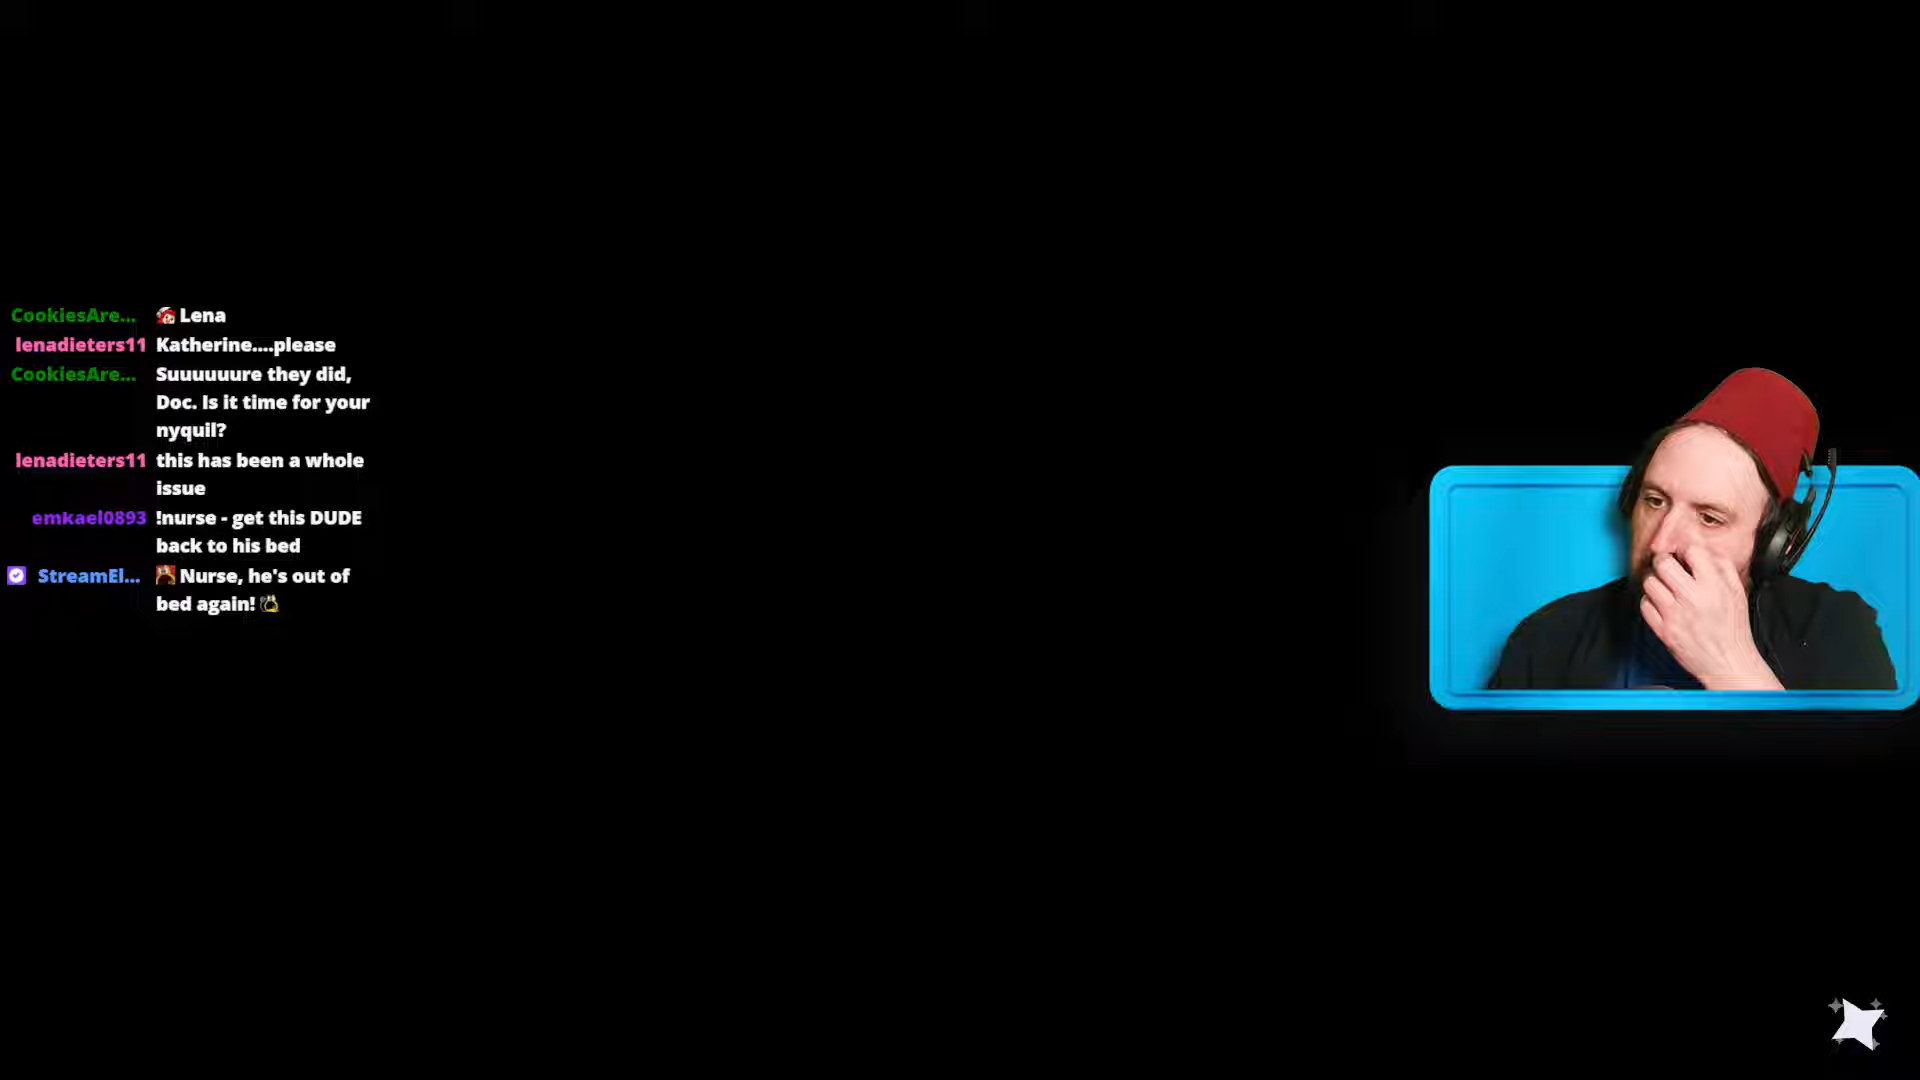 CookiesAre... Lena
lenadieters11 Katherine....please
CookiesAre... Suuuuuure they did,
Doc. Is it time for your
nyquil?
lenadieters11 this has been a whole
issue
emkael0893 !nurse - get this DUDE
back to his bed
StreamEl... Nurse, he's out of
bed again!